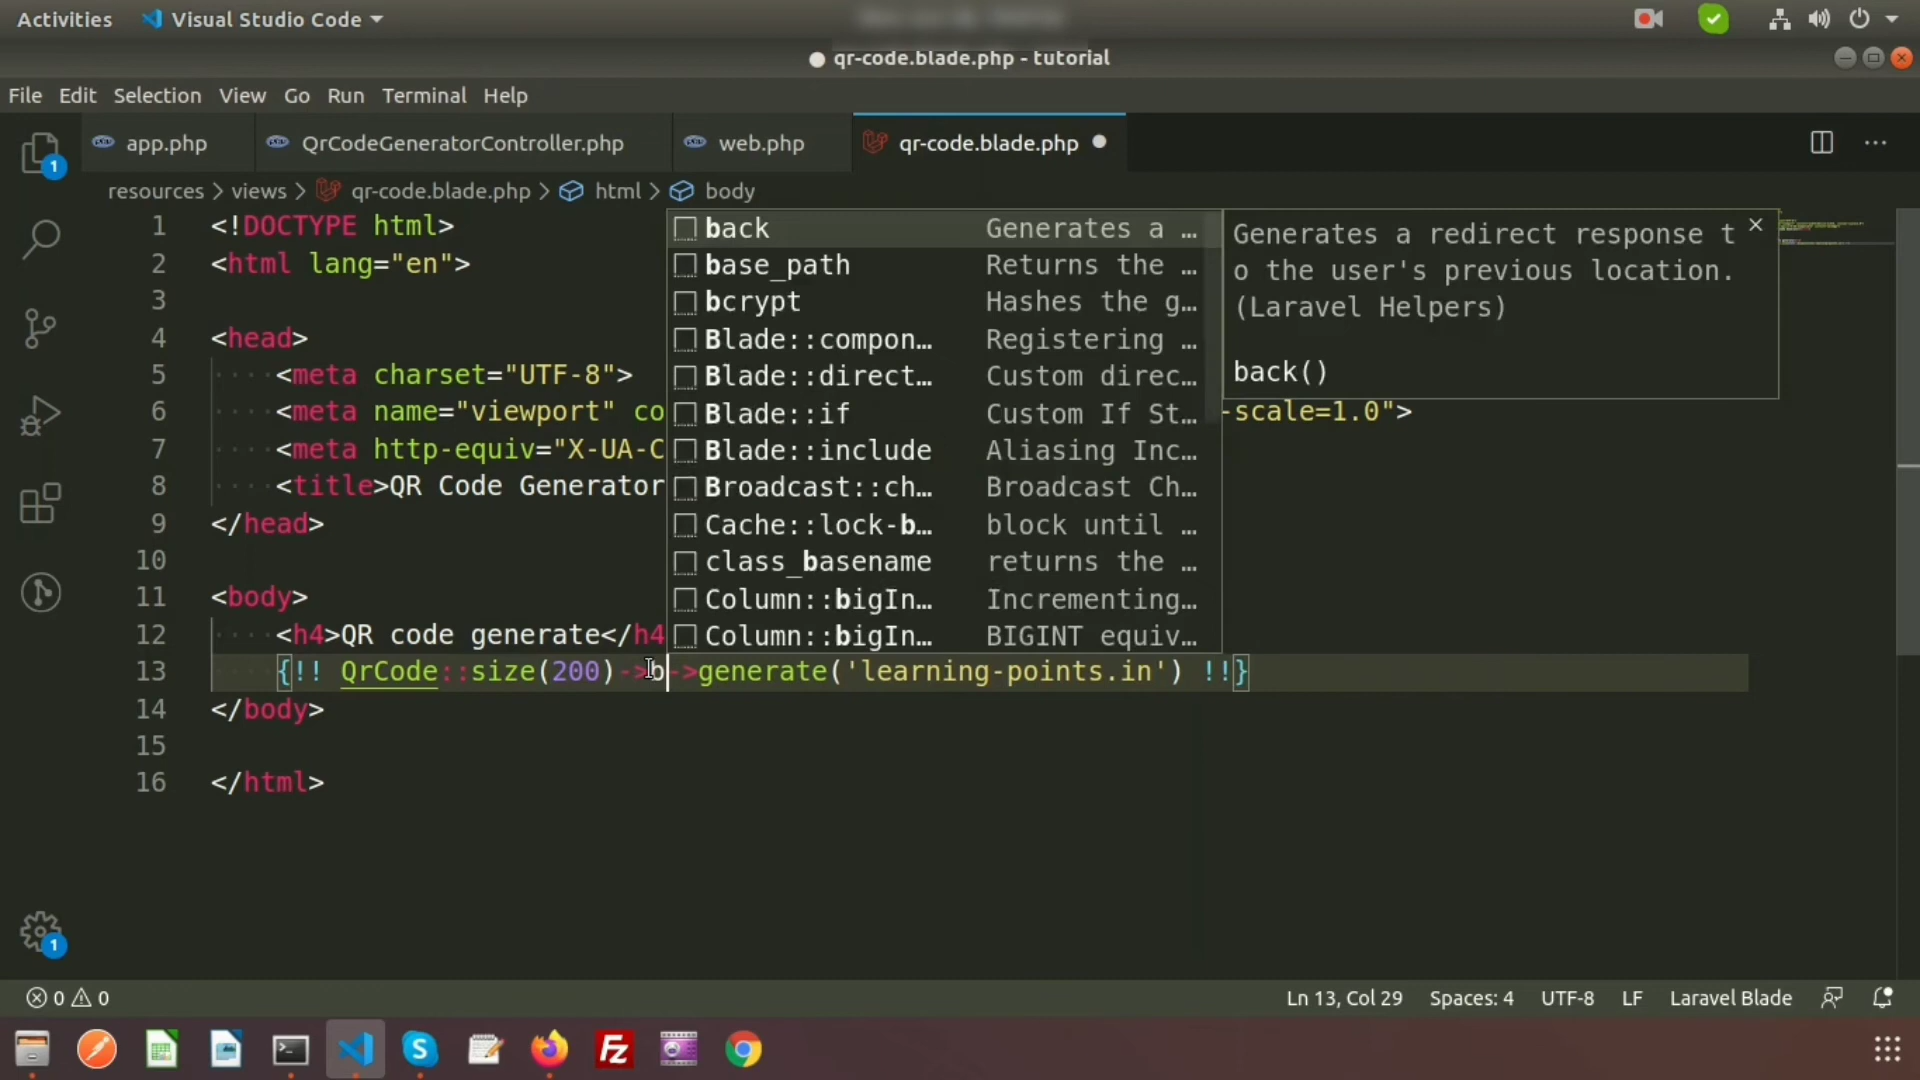 Activities Visual Studio Code
qr-code.blade.php - tutorial
File Edit Selection View Go Run Terminal Help
app.php QrCodeGeneratorController.php web.php qr-code.blade.php
resources > views > qr-code.blade.php > html > body
1 <!DOCTYPE html> back Generates a … Generates a redirect response t
2 <html lang="en"> base_path Returns the … o the user's previous location.
3 bcrypt Hashes the g… (Laravel Helpers)
4 <head> Blade::compon… Registering …
5 <meta charset="UTF-8"> Blade::direct… Custom direc… back()
6 <meta name="viewport" co Blade::if Custom If St… -scale=1.0">
7 <meta http-equiv="X-UA-C Blade::include Aliasing Inc…
8 <title>QR Code Generator Broadcast::ch… Broadcast Ch…
9 </head> Cache::lock-b… block until …
10 class_basename returns the …
11 <body> Column::bigIn… Incrementing…
12 <h4>QR code generate</h4 Column::bigIn… BIGINT equiv…
13 {!! QrCode::size(200)->b->generate('learning-points.in') !!}
14 </body>
15
16 </html>
1
1
0 0 Ln 13, Col 29 Spaces: 4 UTF-8 LF Laravel Blade